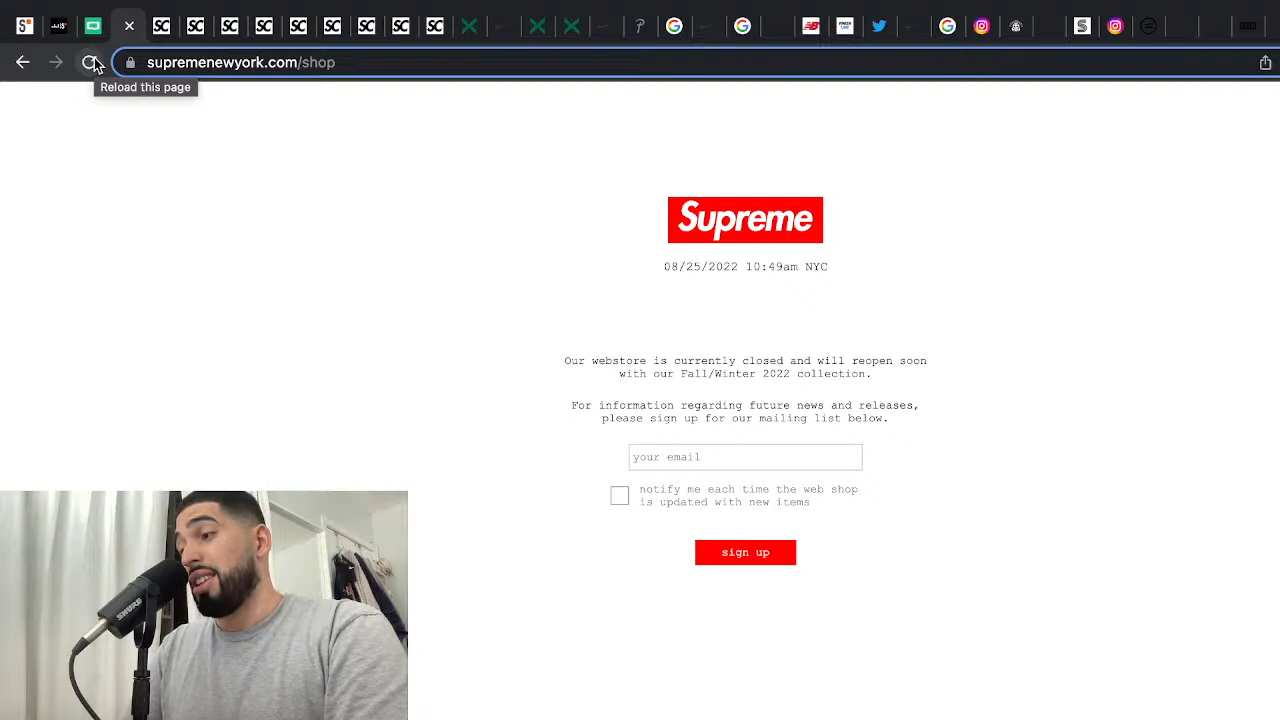 supremenewyork.com/shop
Reload this page
Supreme
08/25/2022 10:49am NYC
Our webstore is currently closed and will reopen soon
with our Fall/Winter 2022 collection.
For information regarding future news and releases,
please sign up for our mailing list below.
your email
notify me each time the web shop
is updated with new items
sign up
SHURE